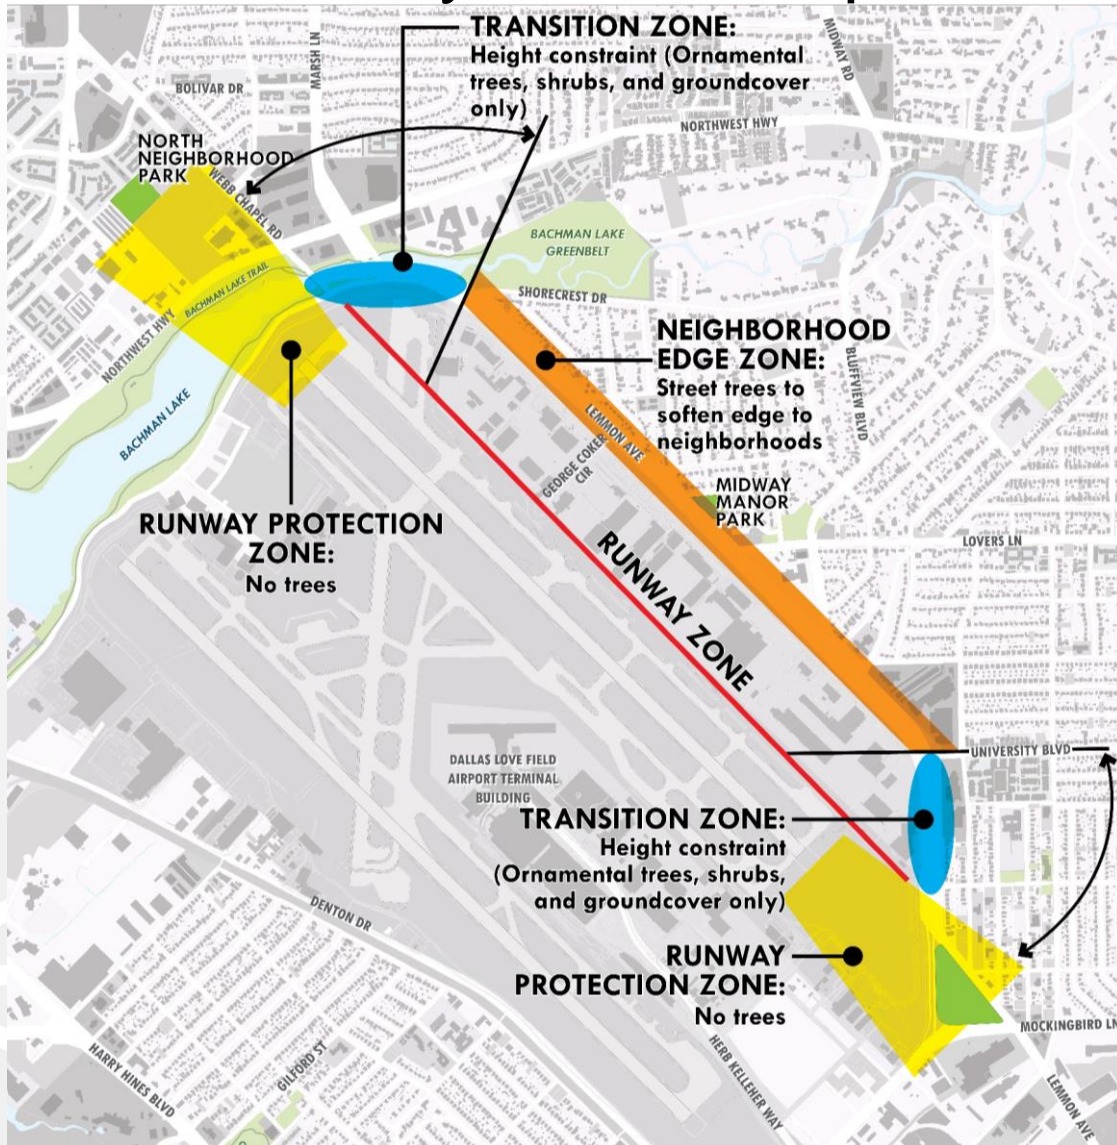 TRANSITION ZONE:
Height constraint (Ornamental
trees, shrubs, and groundcover
only)
MARSH LN
MIDWAY RD
BOLIVAR DR
NORTHWEST HWY
NORTH
NEIGHBORHOOD
PARK
WEBB CHAPEL RD
BACHMAN LAKE
GREENBELT
BACHMAN LAKE TRAIL
SHORECREST DR
NORTHWEST HWY
NEIGHBORHOOD
EDGE ZONE:
Street trees to
soften edge to
neighborhoods
BLUFFVIEW BLVD
BACHMAN LAKE
LEMMON AVE
GEORGE COKER
CIR
MIDWAY
MANOR
PARK
RUNWAY PROTECTION
ZONE:
No trees
LOVERS LN
RUNWAY ZONE
UNIVERSITY BLVD
DALLAS LOVE FIELD
AIRPORT TERMINAL
BUILDING
TRANSITION ZONE:
Height constraint
(Ornamental trees, shrubs,
and groundcover only)
DENTON DR
RUNWAY
PROTECTION ZONE:
No trees
MOCKINGBIRD LN
HARRY HINES BLVD
GILFORD ST
HERB KELLEHER WAY
LEMMON AVE